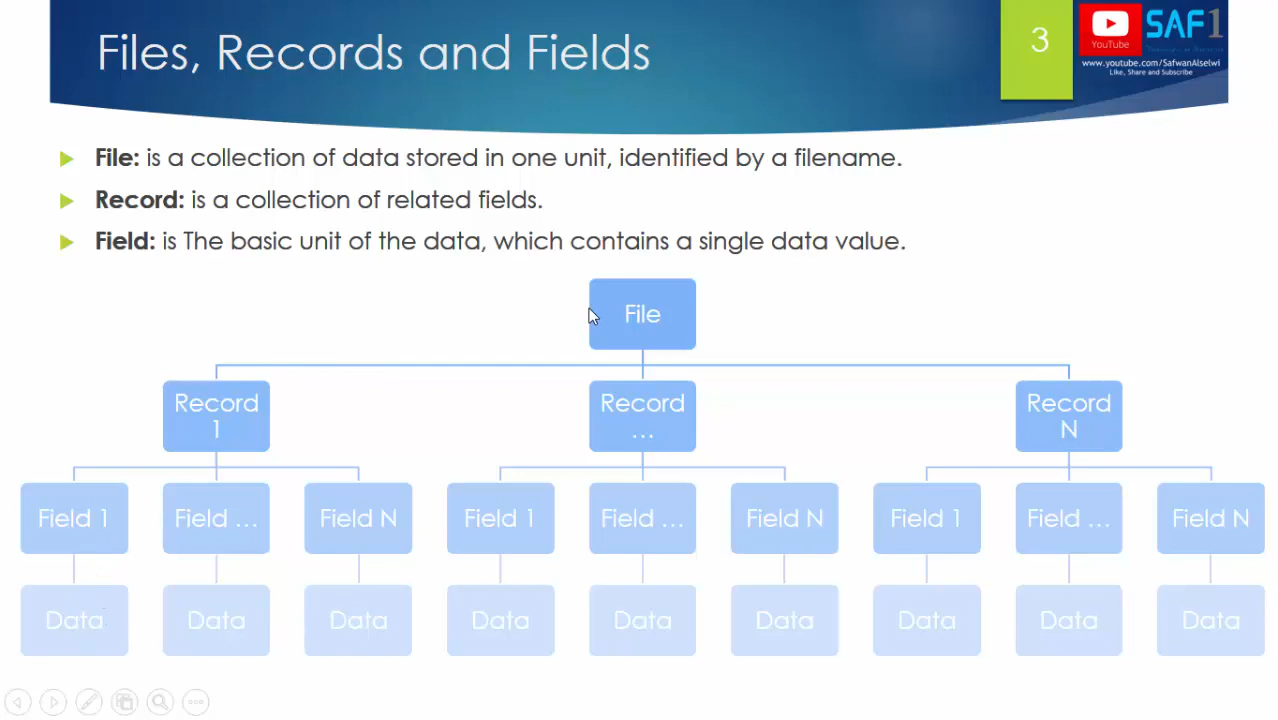 Files, Records and Fields
3
YouTube
SAF1
www.youtube.com/SafwanAlselwi
Like, Share and Subscribe
File: is a collection of data stored in one unit, identified by a filename.
Record: is a collection of related fields.
Field: is The basic unit of the data, which contains a single data value.
File
Record
1
Record
...
Record
N
Field 1
Field ...
Field N
Field 1
Field ...
Field N
Field 1
Field ...
Field N
Data
Data
Data
Data
Data
Data
Data
Data
Data